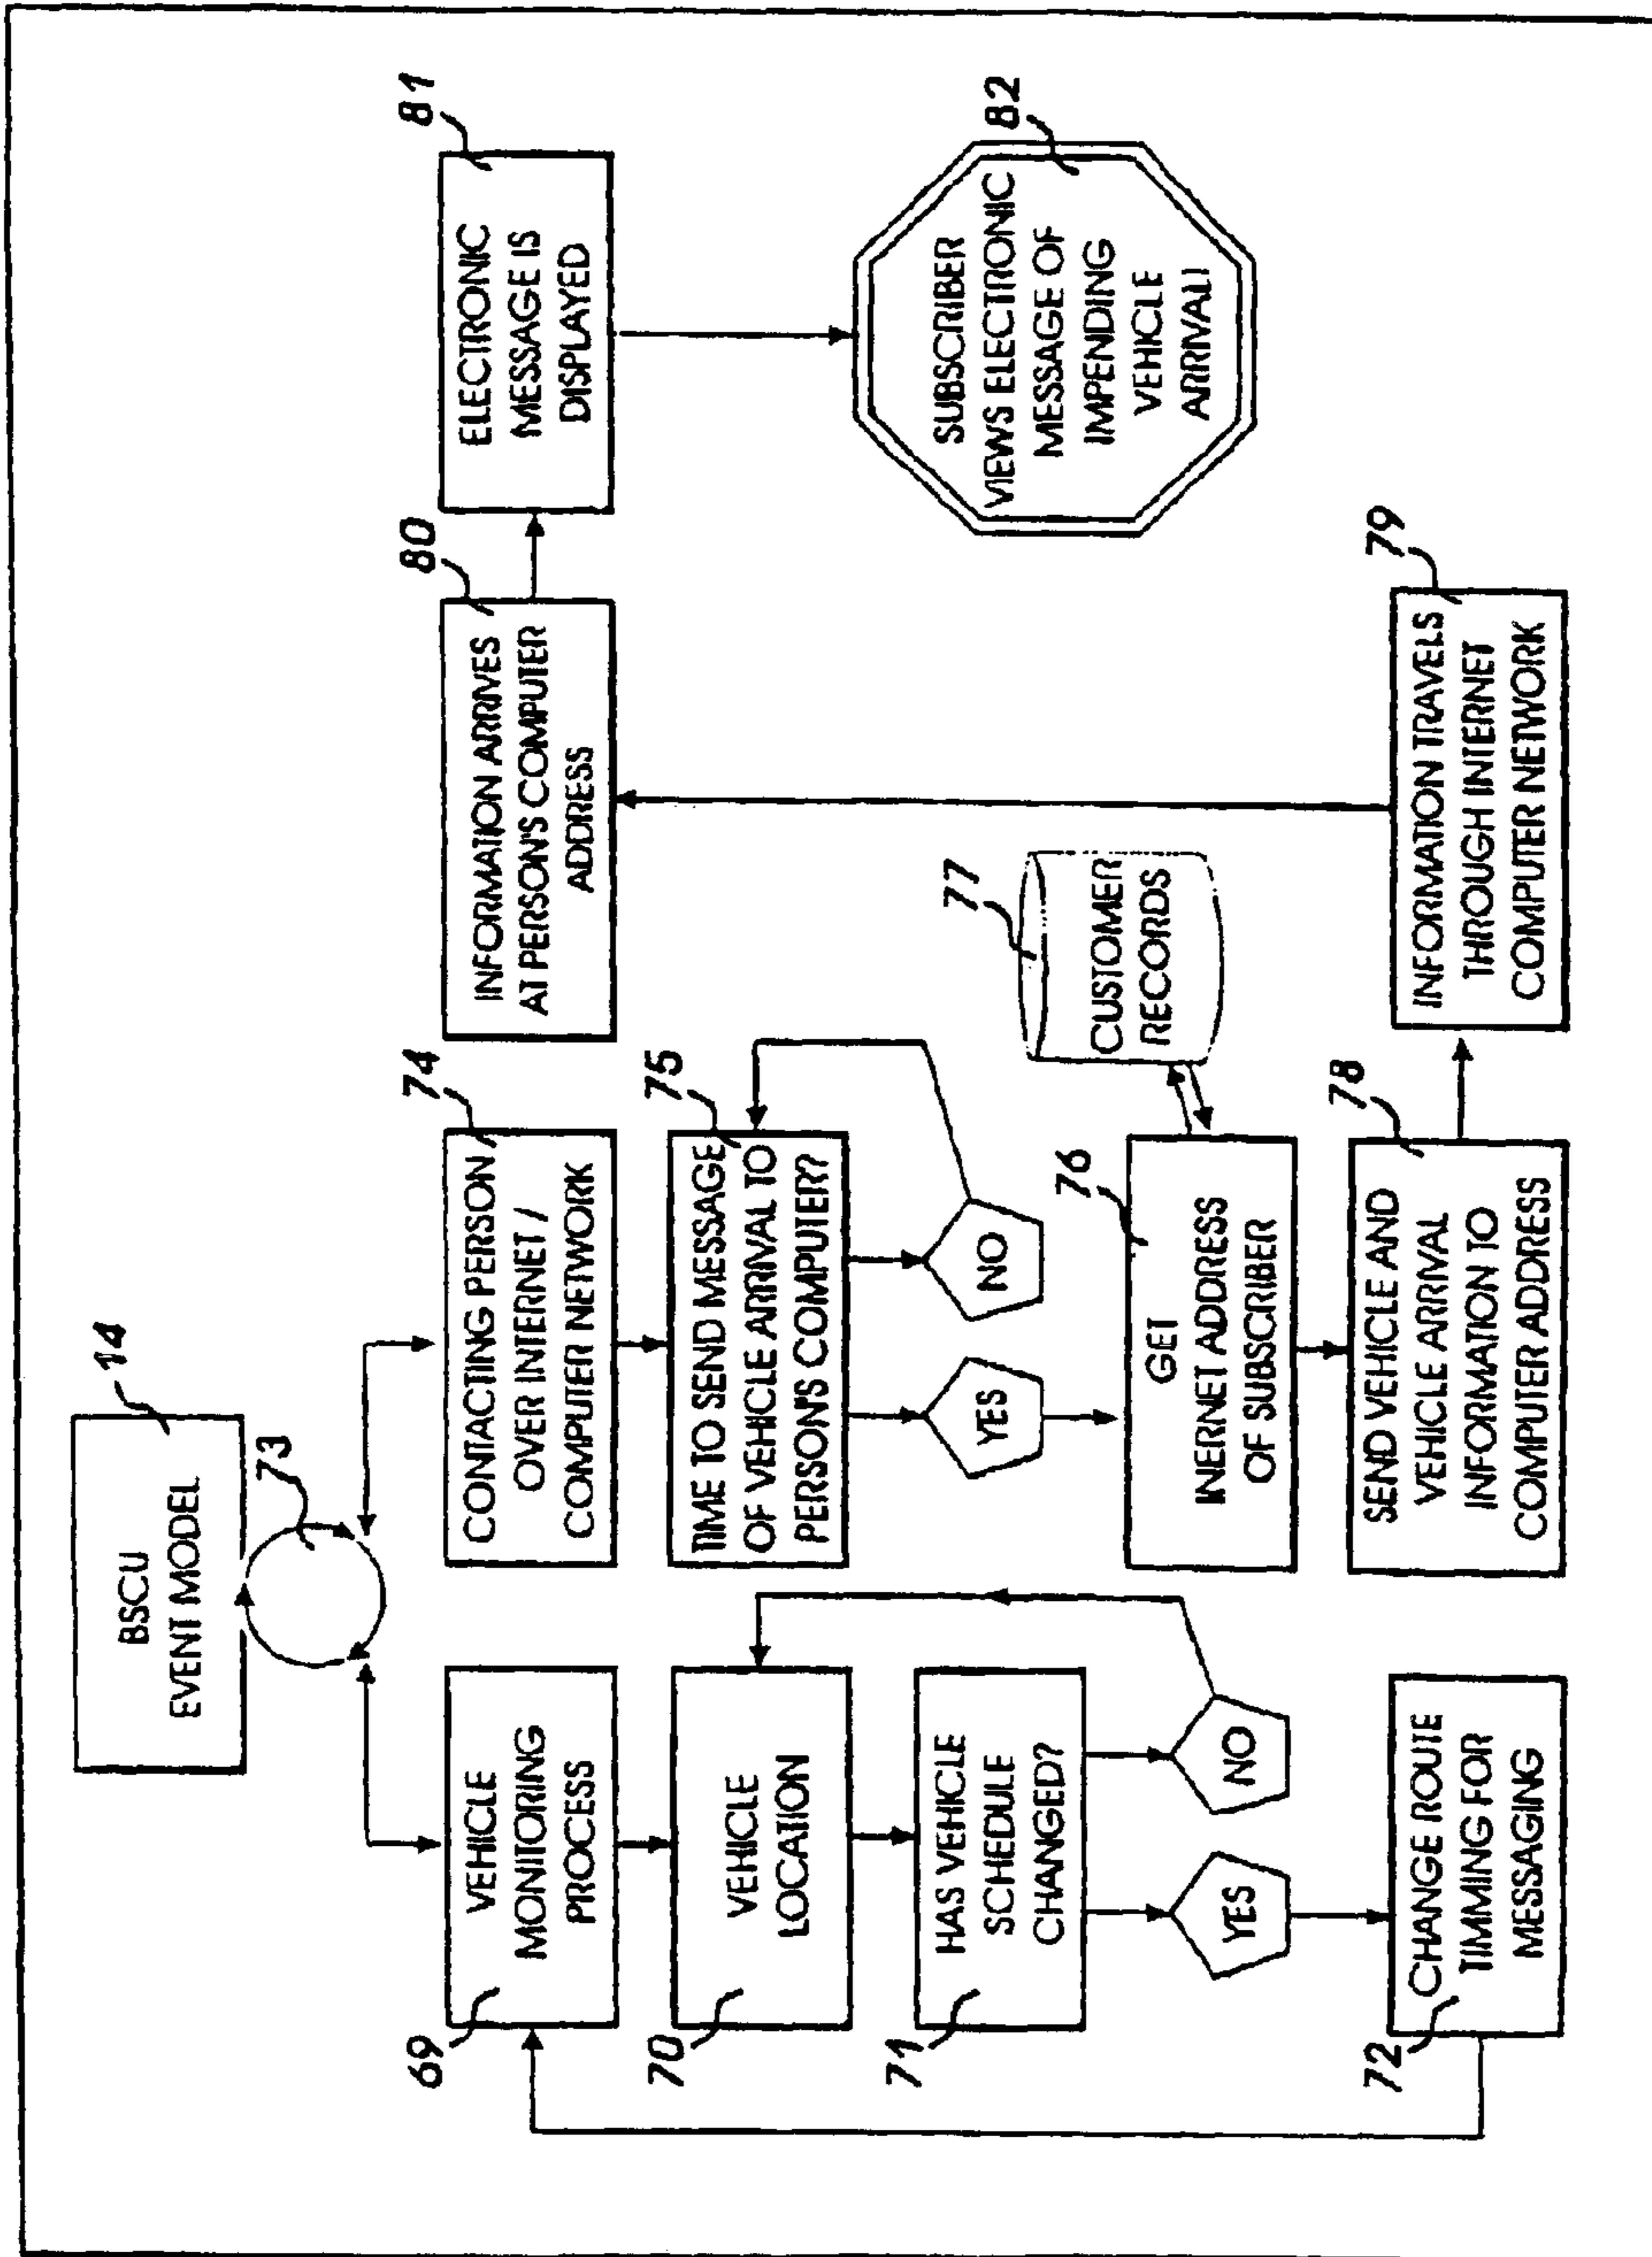 BSCU
EVENT MODEL
14
73
69
VEHICLE
MONITORING
PROCESS
70
VEHICLE
LOCATION
71
HAS VEHICLE
SCHEDULE
CHANGED?
YES
NO
72
CHANGE ROUTE
TIMMING FOR
MESSAGING
74
CONTACTING PERSON
OVER INTERNET /
COMPUTER NETWORK
75
TIME TO SEND MESSAGE
OF VEHICLE ARRIVAL TO
PERSON'S COMPUTER?
YES
NO
76
GET
INERNET ADDRESS
OF SUBSCRIBER
77
CUSTOMER
RECORDS
78
SEND VEHICLE AND
VEHICLE ARRIVAL
INFORMATION TO
COMPUTER ADDRESS
79
INFORMATION TRAVELS
THROUGH INTERNET
COMPUTER NETWORK
80
INFORMATION ARRIVES
AT PERSON'S COMPUTER
ADDRESS
81
ELECTRONIC
MESSAGE IS
DISPLAYED
82
SUBSCRIBER
VIEWS ELECTRONIC
MESSAGE OF
IMPENDING
VEHICLE
ARRIVAL!